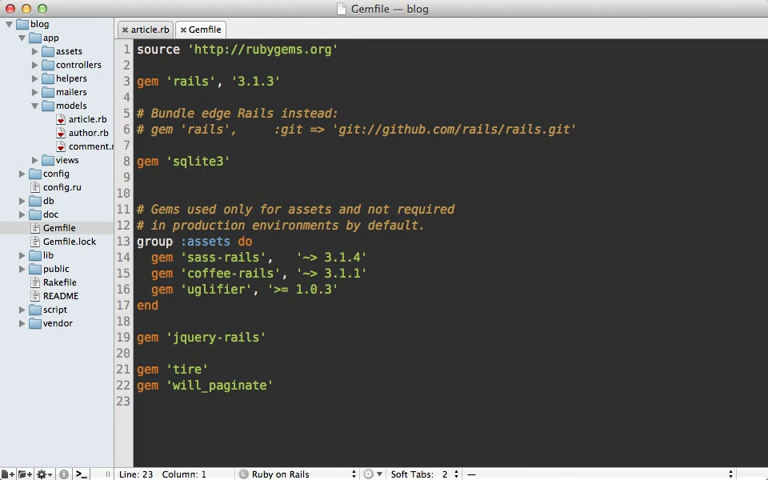 Gemfile — blog
blog
app
assets
controllers
helpers
mailers
models
article.rb
author.rb
comment.r
views
config
config.ru
db
doc
Gemfile
Gemfile.lock
lib
public
Rakefile
README
script
vendor
article.rb
Gemfile
1 source 'http://rubygems.org'
2
3 gem 'rails', '3.1.3'
4
5 # Bundle edge Rails instead:
6 # gem 'rails',     :git => 'git://github.com/rails/rails.git'
7
8 gem 'sqlite3'
9
10
11 # Gems used only for assets and not required
12 # in production environments by default.
13 group :assets do
14   gem 'sass-rails',   '~> 3.1.4'
15   gem 'coffee-rails', '~> 3.1.1'
16   gem 'uglifier', '>= 1.0.3'
17 end
18
19 gem 'jquery-rails'
20
21 gem 'tire'
22 gem 'will_paginate'
23
Line: 23 Column: 1 L Ruby on Rails Soft Tabs: 2 —